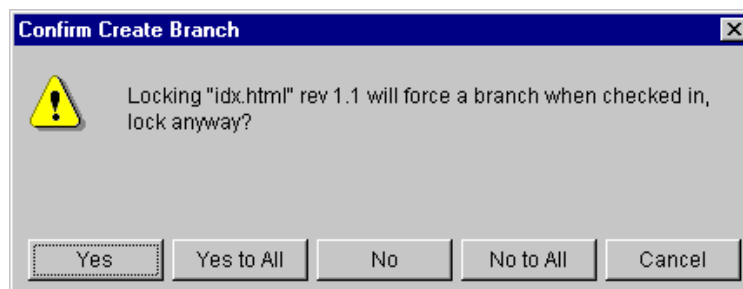 Confirm Create Branch
Locking "idx.html" rev 1.1 will force a branch when checked in,
lock anyway?
Yes Yes to All No No to All Cancel